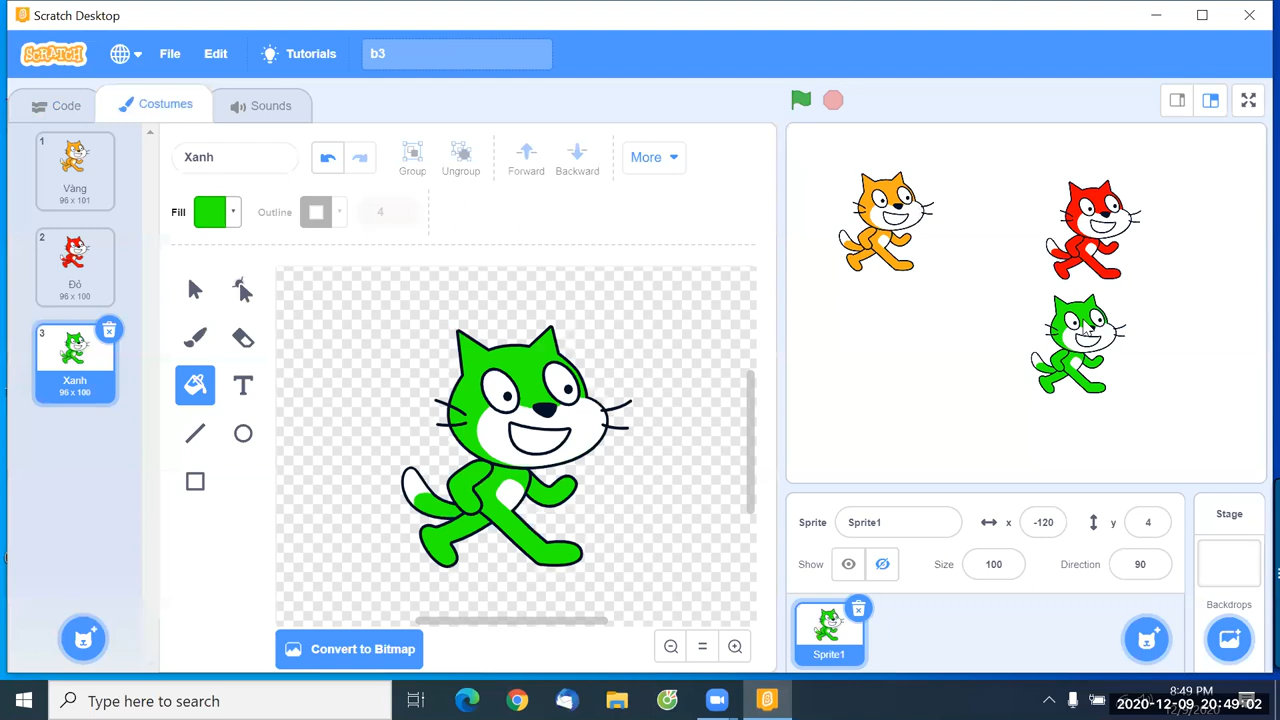 Scratch Desktop
SCRATCH
File
Edit
Tutorials
b3
Code
Costumes
Sounds
1
Vàng
96 x 101
2
Đỏ
96 x 100
3
Xanh
96 x 100
Xanh
Group
Ungroup
Forward
Backward
More
Fill
Outline
4
T
Convert to Bitmap
Sprite
Sprite1
x
-120
y
4
Show
Size
100
Direction
90
Sprite1
Stage
Backdrops
Type here to search
8:49 PM
2020-12-09 20:49:02